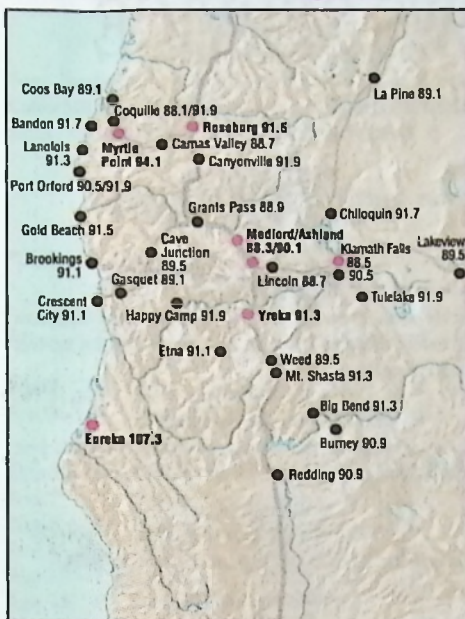 Coos Bay 89.1
La Pine 89.1
Coquille 88.1/91.9
Bandon 91.7
Roseburg 91.5
Myrtle
Point 94.1
Camas Valley 88.7
Langlois
91.3
Canyonville 91.9
Port Orford 90.5/91.9
Grants Pass 88.9
Chiloquin 91.7
Gold Beach 91.5
Medford/Ashland
88.3/90.1
Cave
Junction
89.5
Klamath Falls
88.5
90.5
Lakeview
89.5
Brookings
91.1
Lincoln 88.7
Gasquet 89.1
Tulelake 91.9
Crescent
City 91.1
Happy Camp 91.9
Yreka 91.3
Etna 91.1
Weed 89.5
Mt. Shasta 91.3
Big Bend 91.3
Eureka 107.3
Burney 90.9
Redding 90.9